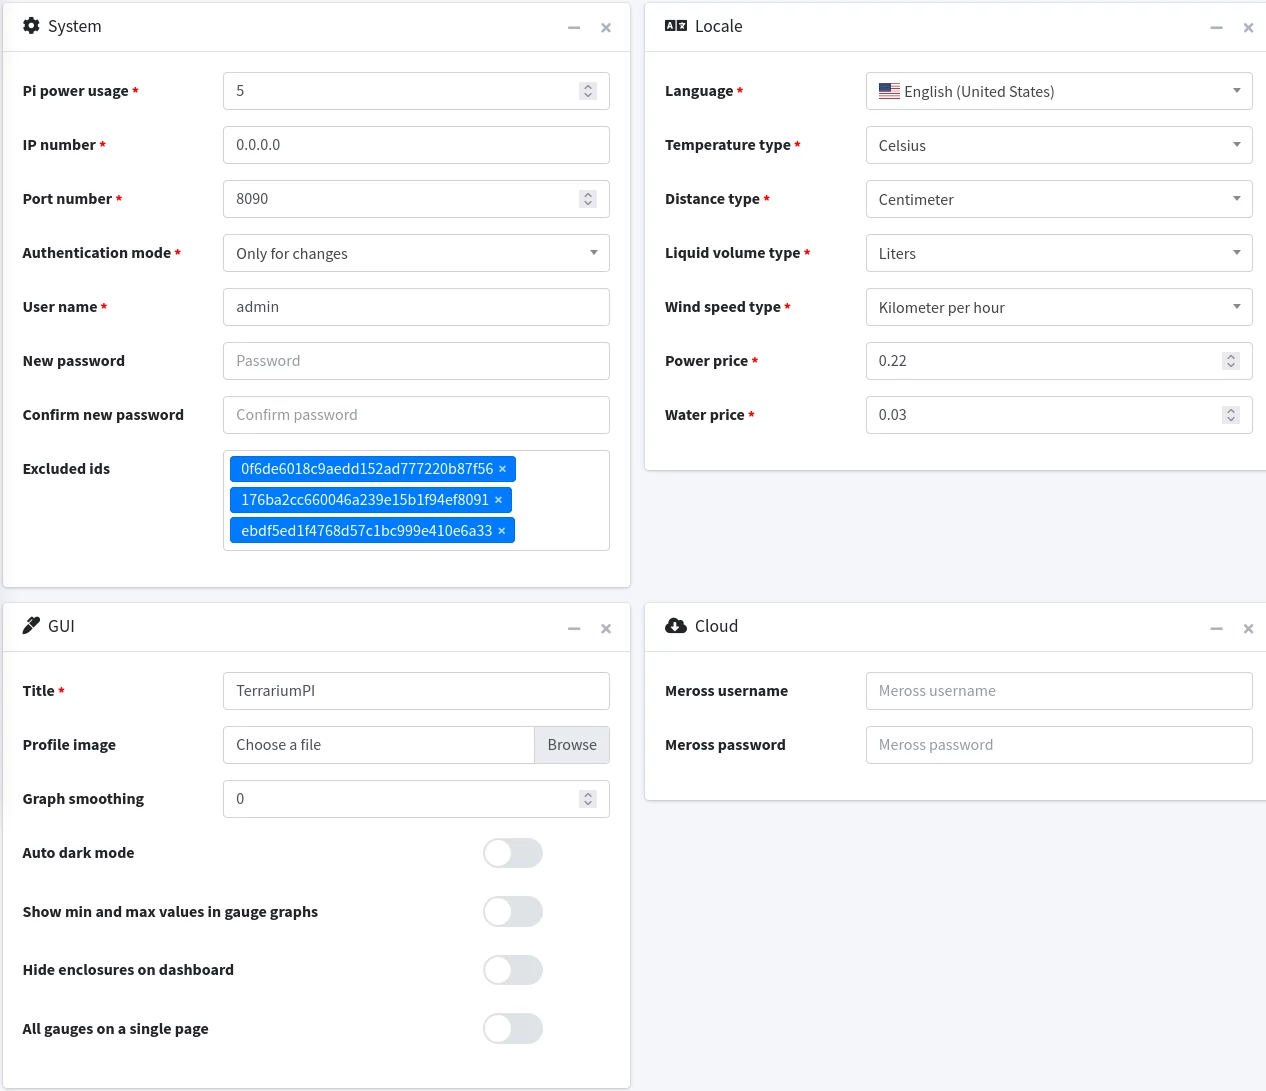 System
Pi power usage *
5
IP number *
0.0.0.0
Port number *
8090
Authentication mode *
Only for changes
User name *
admin
New password
Password
Confirm new password
Confirm password
Excluded ids
0f6de6018c9aedd152ad777220b87f56 ×
176ba2cc660046a239e15b1f94ef8091 ×
ebdf5ed1f4768d57c1bc999e410e6a33 ×
Locale
Language *
English (United States)
Temperature type *
Celsius
Distance type *
Centimeter
Liquid volume type *
Liters
Wind speed type *
Kilometer per hour
Power price *
0.22
Water price *
0.03
GUI
Title *
TerrariumPI
Profile image
Choose a file
Browse
Graph smoothing
0
Auto dark mode
Show min and max values in gauge graphs
Hide enclosures on dashboard
All gauges on a single page
Cloud
Meross username
Meross username
Meross password
Meross password